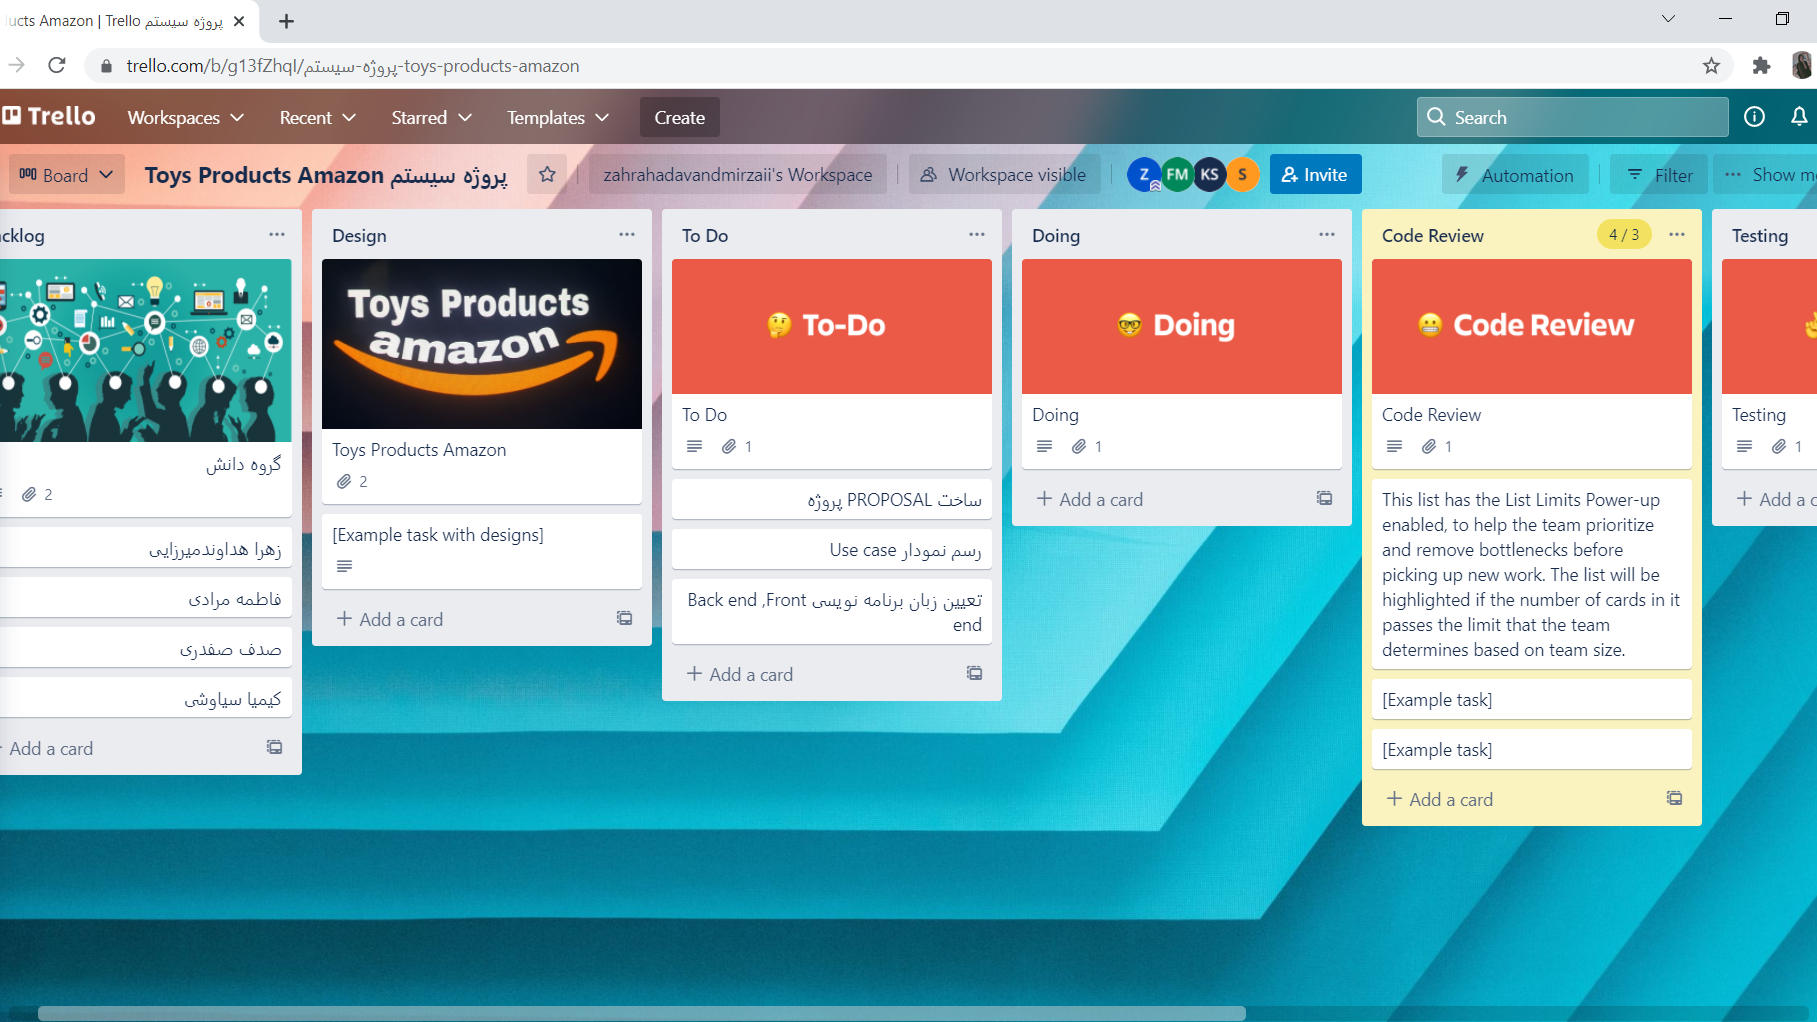 ucts Amazon | Trello پروژه سیستم
trello.com/b/g13fZhqI/پروژه-سیستم-toys-products-amazon
Trello
Workspaces
Recent
Starred
Templates
Create
Search
Board
Toys Products Amazon پروژه سیستم
zahrahadavandmirzaii's Workspace
Workspace visible
Z
FM
KS
S
Invite
Automation
Filter
Show m
cklog
گروه دانش
2
زهرا هداوندمیرزایی
فاطمه مرادی
صدف صفدری
کیمیا سیاوشی
Add a card
Design
Toys Products
amazon
Toys Products Amazon
2
[Example task with designs]
Add a card
To Do
To-Do
To Do
1
ساخت PROPOSAL پروژه
رسم نمودار Use case
تعیین زبان برنامه نویسی Back end ,Front
end
Add a card
Doing
Doing
Doing
1
Add a card
Code Review
4 / 3
Code Review
Code Review
1
This list has the List Limits Power-up
enabled, to help the team prioritize
and remove bottlenecks before
picking up new work. The list will be
highlighted if the number of cards in it
passes the limit that the team
determines based on team size.
[Example task]
[Example task]
Add a card
Testing
Testing
1
Add a c